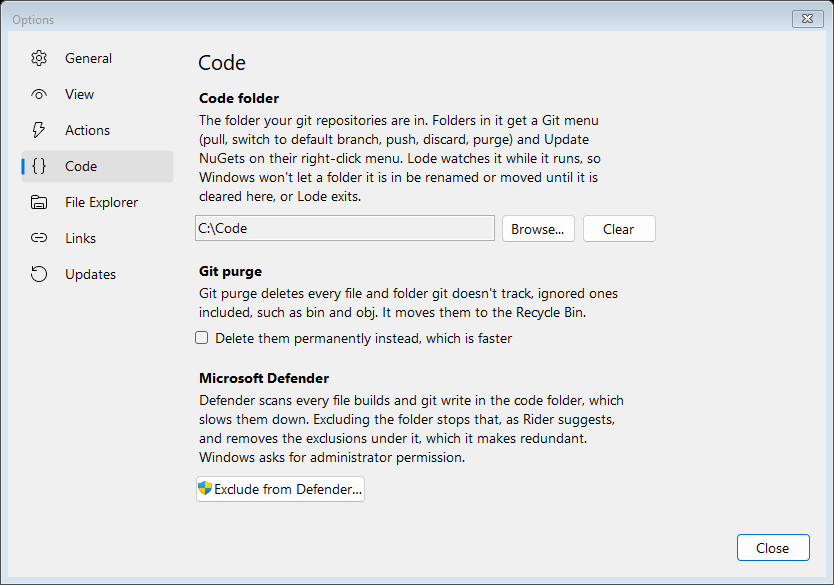 Options
General
View
Actions
Code
File Explorer
Links
Updates
Code
Code folder
The folder your git repositories are in. Folders in it get a Git menu
(pull, switch to default branch, push, discard, purge) and Update
NuGets on their right-click menu. Lode watches it while it runs, so
Windows won't let a folder it is in be renamed or moved until it is
cleared here, or Lode exits.
C:\Code
Browse...
Clear
Git purge
Git purge deletes every file and folder git doesn't track, ignored ones
included, such as bin and obj. It moves them to the Recycle Bin.
Delete them permanently instead, which is faster
Microsoft Defender
Defender scans every file builds and git write in the code folder, which
slows them down. Excluding the folder stops that, as Rider suggests,
and removes the exclusions under it, which it makes redundant.
Windows asks for administrator permission.
Exclude from Defender...
Close